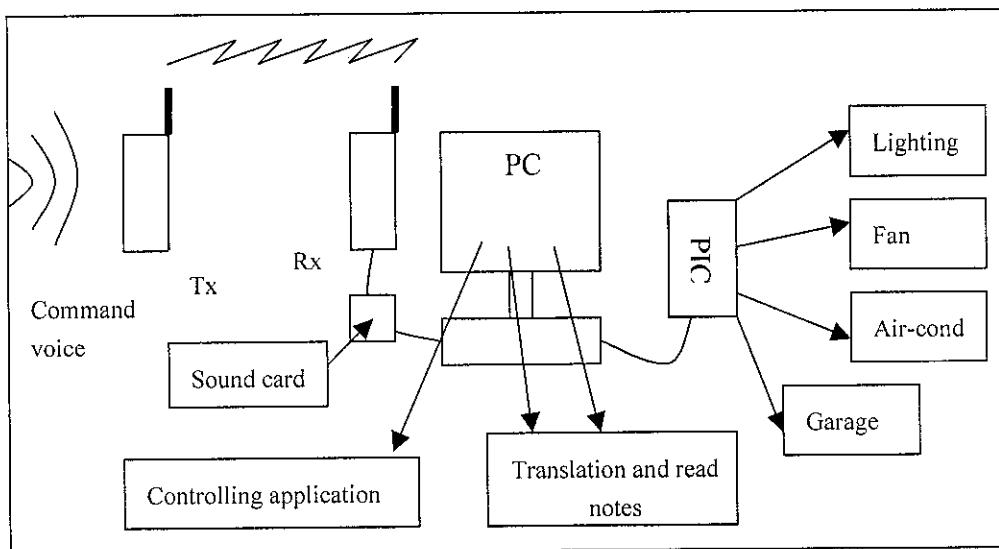 PC
Lighting
PIC
Fan
Rx
Tx
Command
voice
Air-cond
Sound card
Garage
Controlling application
Translation and read
notes